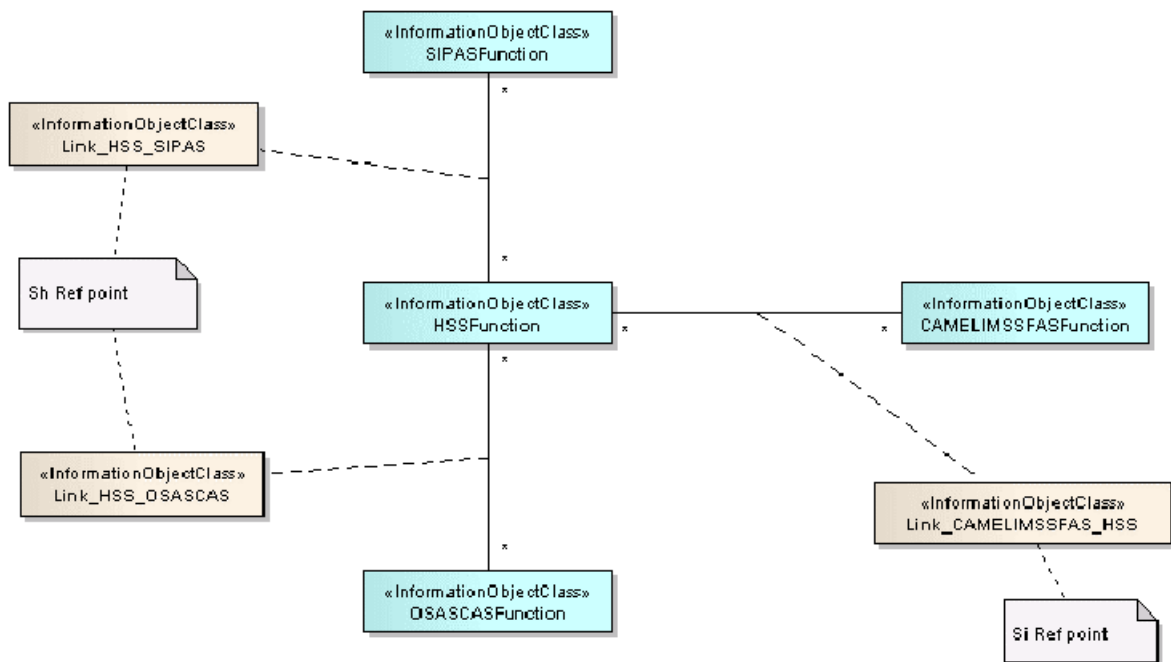 «InformationObjectClass»
SIPASFunction
*
«InformationObjectClass»
Link_HSS_SIPAS
*
Sh Ref point
«InformationObjectClass»
HSSFunction
*
*
«InformationObjectClass»
CAMELIMSSFASFunction
*
«InformationObjectClass»
Link_HSS_OSASCAS
«InformationObjectClass»
Link_CAMELIMSSFAS_HSS
*
«InformationObjectClass»
OSASCASFunction
Si Ref point